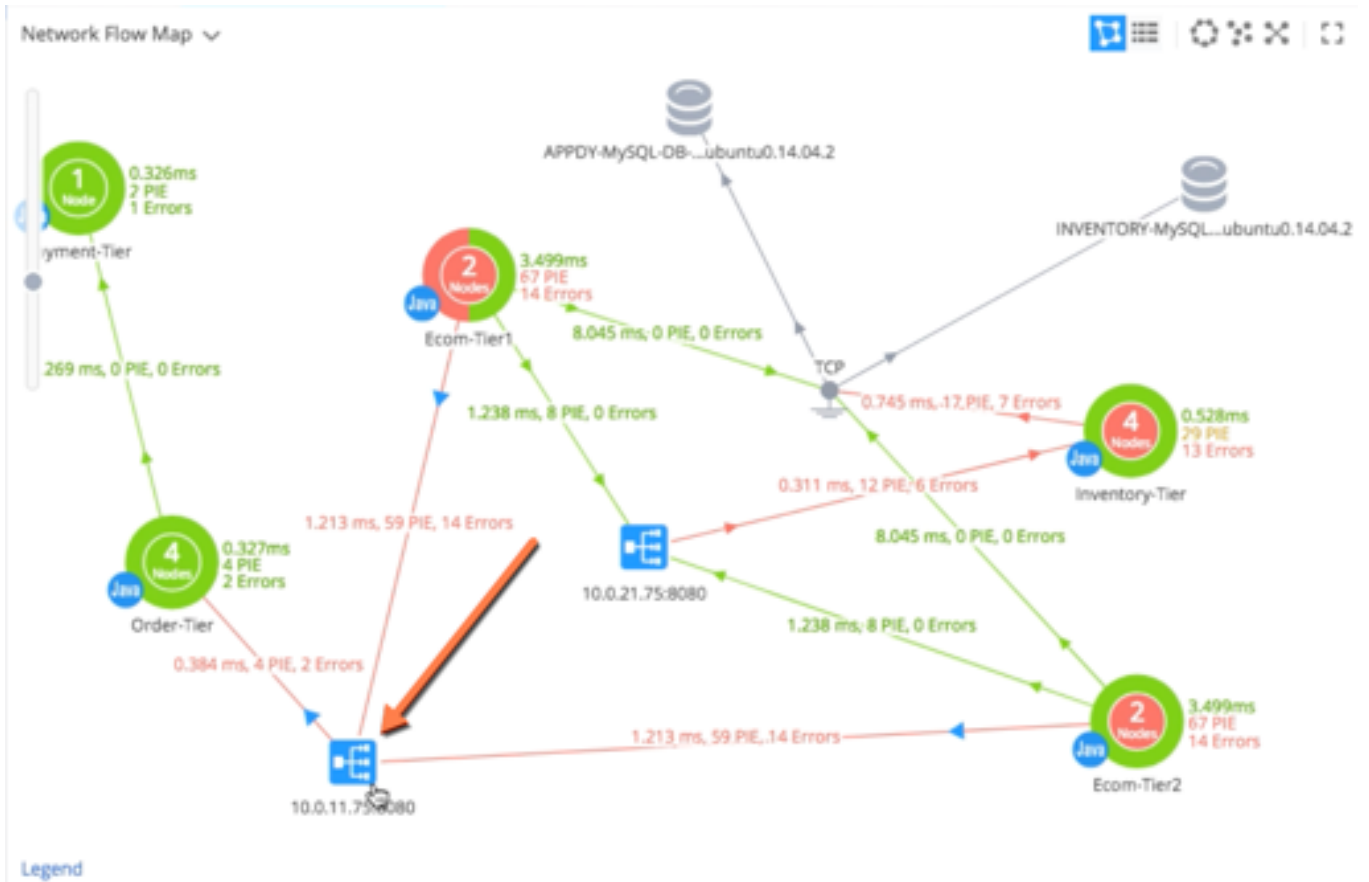 Network Flow Map
APPDY-MySQL-DB-...ubuntu0.14.04.2
INVENTORY-MySQL...ubuntu0.14.04.2
1
Node
0.326ms
2 PIE
1 Errors
yment-Tier
2
Nodes
Java
3.499ms
67 PIE
14 Errors
Ecom-Tier1
8.045 ms, 0 PIE, 0 Errors
TCP
269 ms, 0 PIE, 0 Errors
1.238 ms, 8 PIE, 0 Errors
0.745 ms, 17 PIE, 7 Errors
4
Nodes
Java
0.528ms
29 PIE
13 Errors
Inventory-Tier
0.311 ms, 12 PIE, 6 Errors
1.213 ms, 59 PIE, 14 Errors
8.045 ms, 0 PIE, 0 Errors
4
Nodes
Java
0.327ms
4 PIE
2 Errors
Order-Tier
10.0.21.75:8080
1.238 ms, 8 PIE, 0 Errors
0.384 ms, 4 PIE, 2 Errors
2
Nodes
Java
3.499ms
67 PIE
14 Errors
Ecom-Tier2
1.213 ms, 59 PIE, 14 Errors
10.0.11.75:8080
Legend